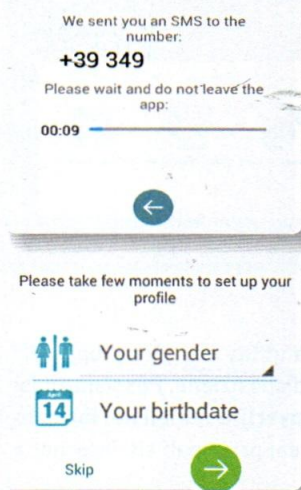 We sent you an SMS to the
number:
+39 349
Please wait and do not leave the
app:
00:09
Please take few moments to set up your
profile
Your gender
April
14
Your birthdate
Skip